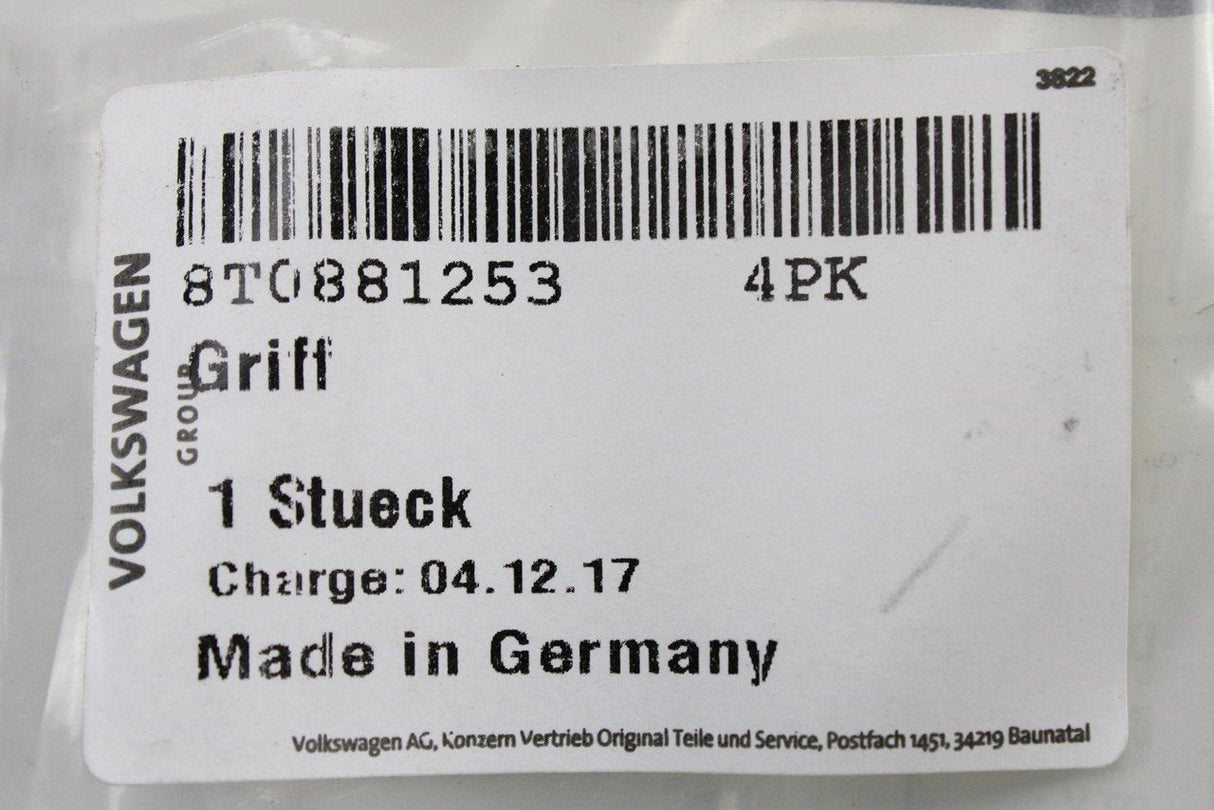 3822
8T0881253 4PK
VOLKSWAGEN
GROUP
Griff
1 Stueck
Charge: 04.12.17
Made in Germany
Volkswagen AG, Konzern Vertrieb Original Teile und Service, Postfach 1451, 34219 Baunatal